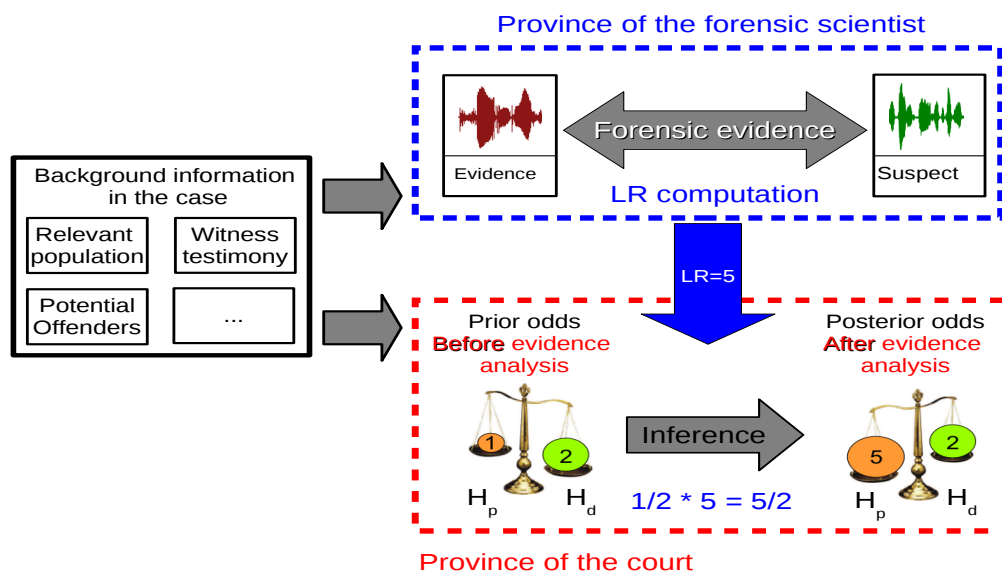 Province of the forensic scientist
Forensic evidence
Evidence
Suspect
LR computation
Background information
in the case
Relevant
population
Witness
testimony
Potential
Offenders
...
LR=5
Prior odds
Before evidence
analysis
Posterior odds
After evidence
analysis
1
2
Inference
5
2
Hp
Hd
1/2 * 5 = 5/2
Hp
Hd
Province of the court